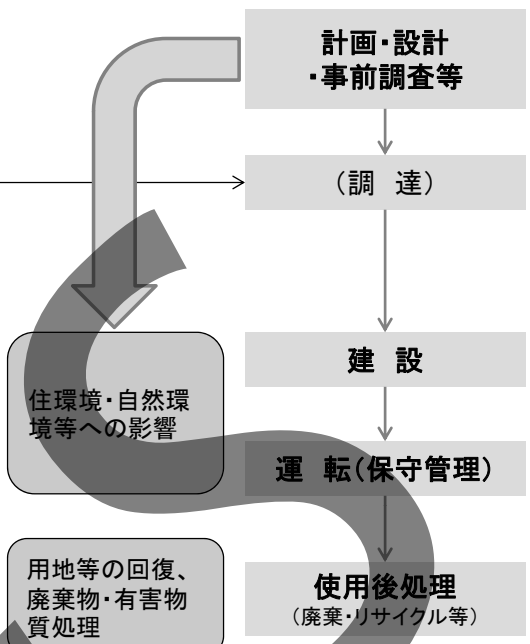 計画・設計
・事前調査等
（調　達）
建　設
住環境・自然環
境等への影響
運　転（保守管理）
用地等の回復、
廃棄物・有害物
質処理
使用後処理
（廃棄・リサイクル等）